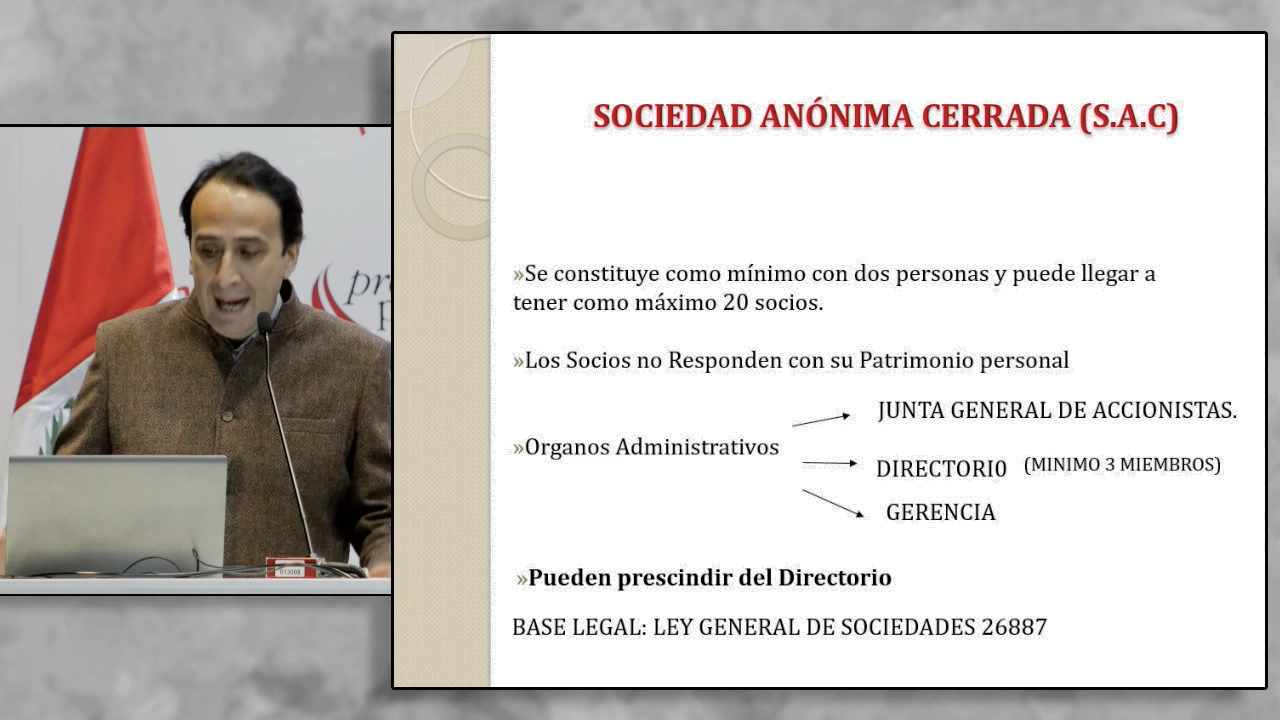 SOCIEDAD ANÓNIMA CERRADA (S.A.C)
»Se constituye como mínimo con dos personas y puede llegar a
tener como máximo 20 socios.
»Los Socios no Responden con su Patrimonio personal
»Organos Administrativos
JUNTA GENERAL DE ACCIONISTAS.
DIRECTORI0 (MINIMO 3 MIEMBROS)
GERENCIA
»Pueden prescindir del Directorio
BASE LEGAL: LEY GENERAL DE SOCIEDADES 26887